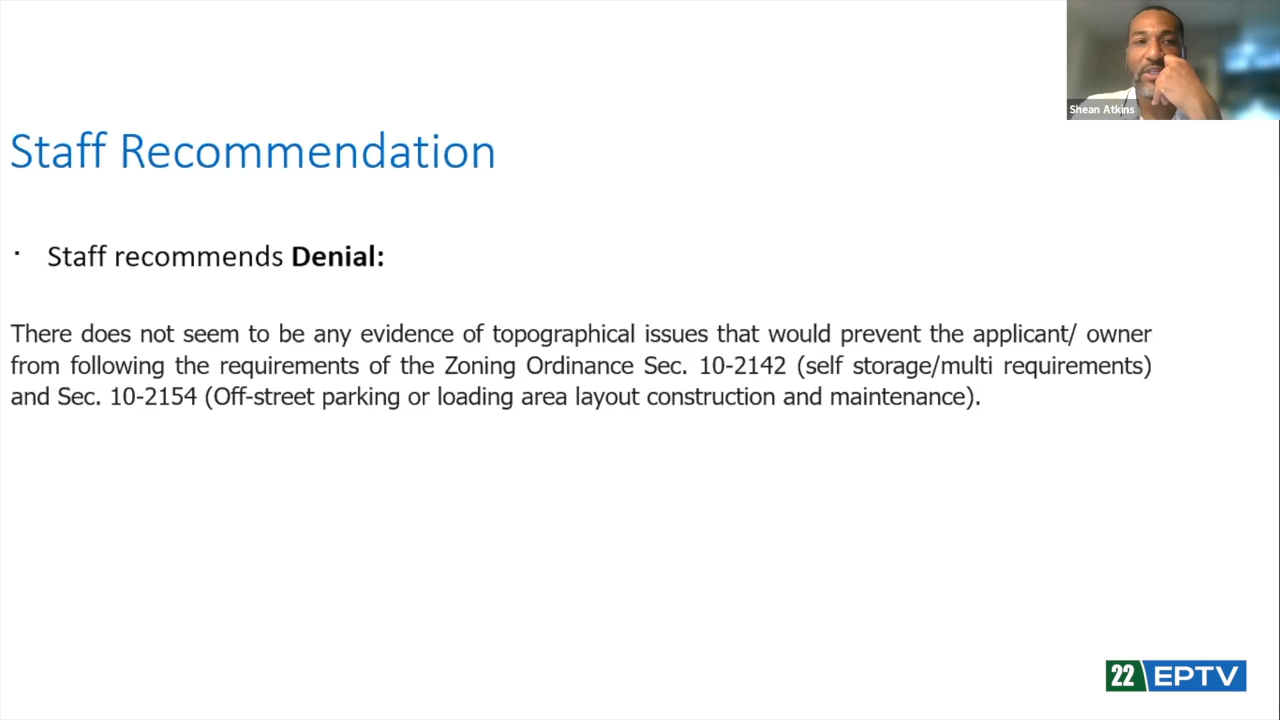 Shean Atkins
Staff Recommendation
· Staff recommends Denial:
There does not seem to be any evidence of topographical issues that would prevent the applicant/ owner
from following the requirements of the Zoning Ordinance Sec. 10-2142 (self storage/multi requirements)
and Sec. 10-2154 (Off-street parking or loading area layout construction and maintenance).
22 EPTV